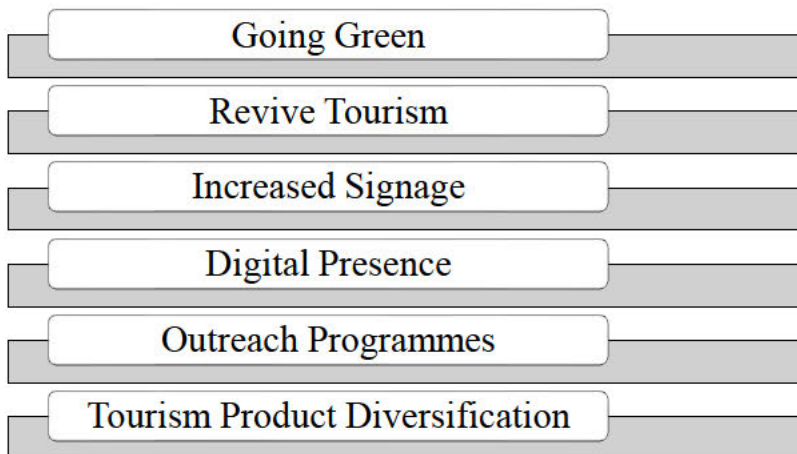 Going Green
Revive Tourism
Increased Signage
Digital Presence
Outreach Programmes
Tourism Product Diversification